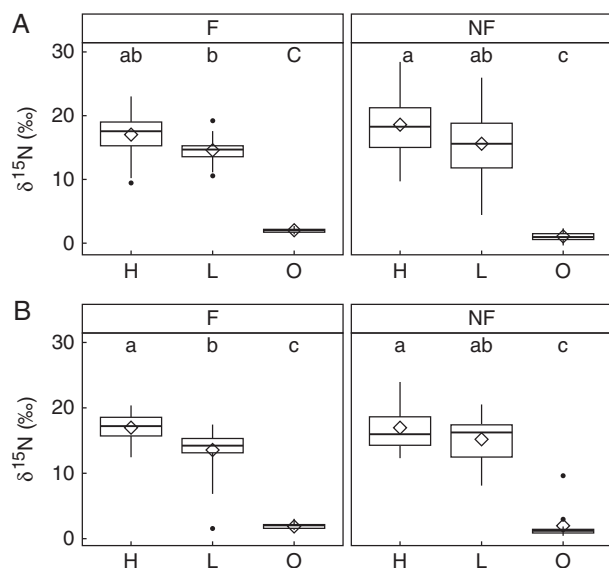 A
F NF
ab b C a ab c
30
20
10
0
δ15N (‰)
H L O H L O
B
F NF
a b c a ab c
30
20
10
0
δ15N (‰)
H L O H L O